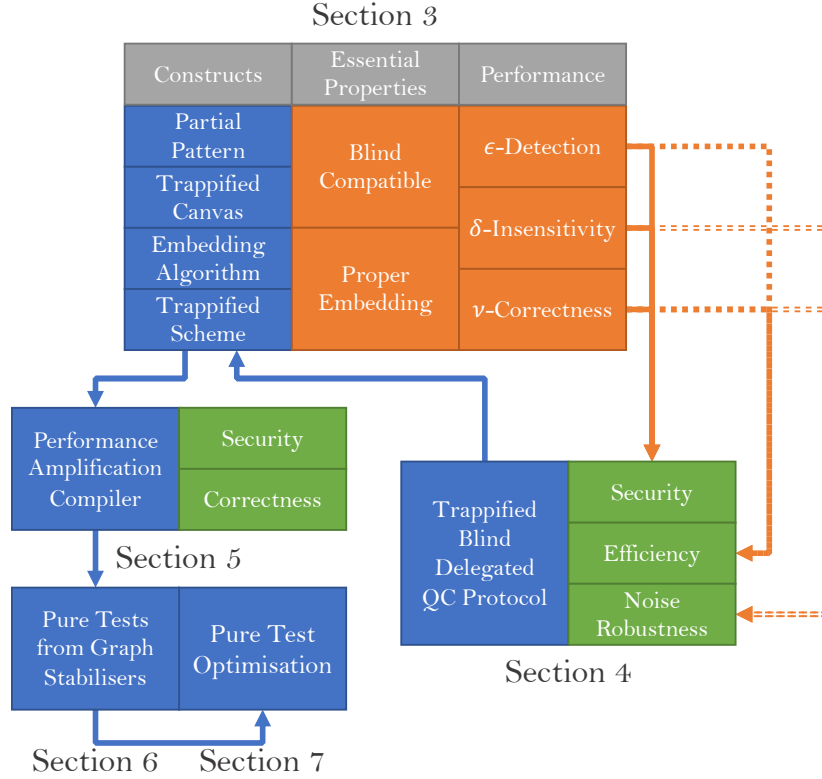 Section 3
Constructs
Essential
Properties
Performance
Partial
Pattern
Trappified
Canvas
Embedding
Algorithm
Trappified
Scheme
Blind
Compatible
Proper
Embedding
ϵ-Detection
δ-Insensitivity
ν-Correctness
Performance
Amplification
Compiler
Security
Correctness
Section 5
Trappified
Blind
Delegated
QC Protocol
Security
Efficiency
Noise
Robustness
Section 4
Pure Tests
from Graph
Stabilisers
Pure Test
Optimisation
Section 6
Section 7